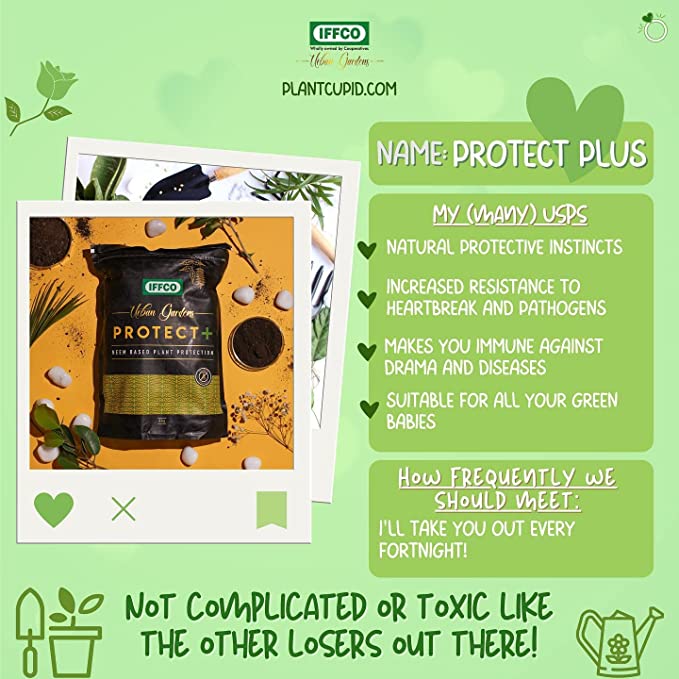 IFFCO
Wholly owned by Cooperatives
Urban Gardens
PLANTCUPID.COM
NAME: PROTECT PLUS
IFFCO
Urban Gardens
PROTECT+
NEEM BASED PLANT PROTECTION
MY (MANY) USPS
NATURAL PROTECTIVE INSTINCTS
INCREASED RESISTANCE TO
HEARTBREAK AND PATHOGENS
MAKES YOU IMMUNE AGAINST
DRAMA AND DISEASES
SUITABLE FOR ALL YOUR GREEN
BABIES
HOW FREQUENTLY WE
SHOULD MEET:
I'LL TAKE YOU OUT EVERY
FORTNIGHT!
NOT COMPLICATED OR TOXIC LIKE
THE OTHER LOSERS OUT THERE!